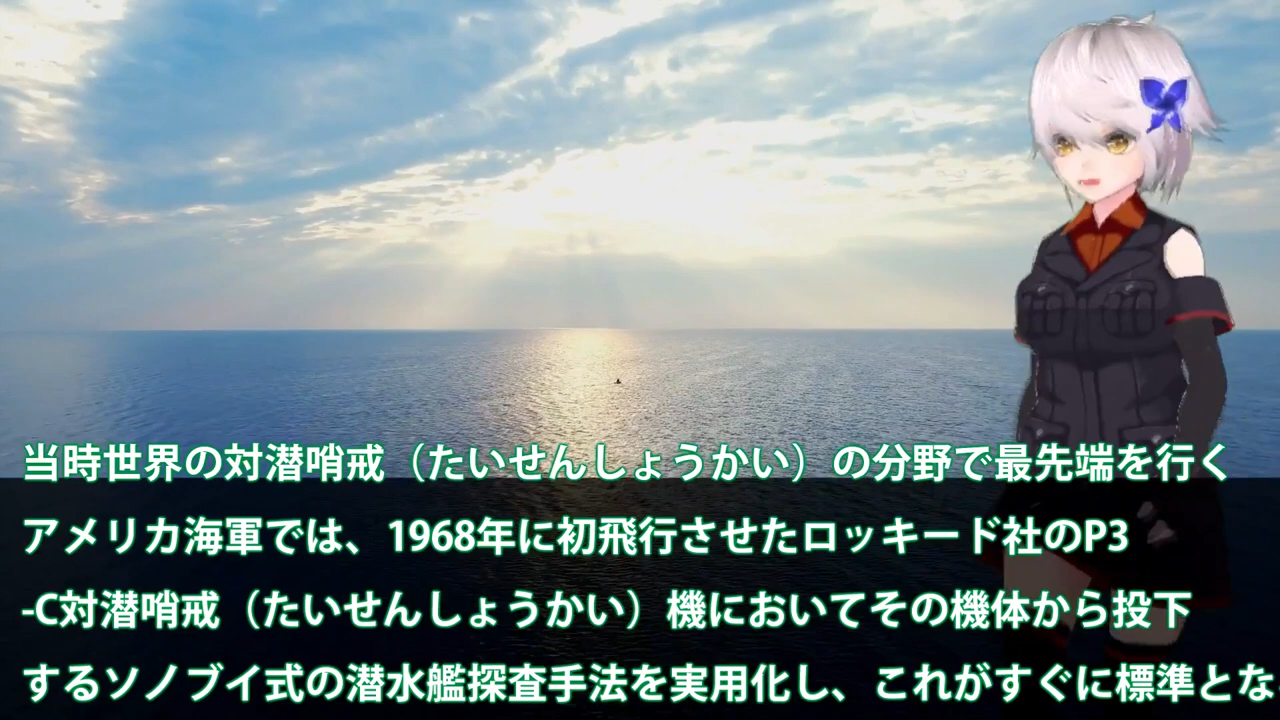 当時世界の対潜哨戒（たいせんしょうかい）の分野で最先端を行く
アメリカ海軍では、1968年に初飛行させたロッキード社のP3
-C対潜哨戒（たいせんしょうかい）機においてその機体から投下
するソノブイ式の潜水艦探査手法を実用化し、これがすぐに標準とな